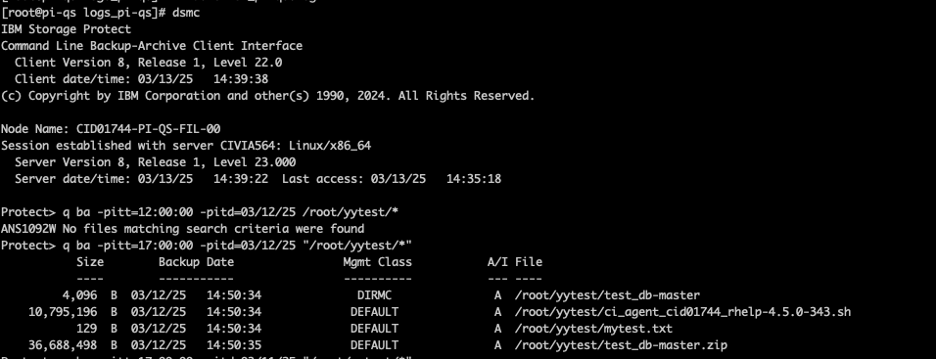 [root@pi-qs logs_pi-qs]# dsmc
IBM Storage Protect
Command Line Backup-Archive Client Interface
  Client Version 8, Release 1, Level 22.0
  Client date/time: 03/13/25   14:39:38
(c) Copyright by IBM Corporation and other(s) 1990, 2024. All Rights Reserved.

Node Name: CID01744-PI-QS-FIL-00
Session established with server CIVIA564: Linux/x86_64
  Server Version 8, Release 1, Level 23.000
  Server date/time: 03/13/25   14:39:22  Last access: 03/13/25   14:35:18

Protect> q ba -pitt=12:00:00 -pitd=03/12/25 /root/yytest/*
ANS1092W No files matching search criteria were found
Protect> q ba -pitt=17:00:00 -pitd=03/12/25 "/root/yytest/*"
           Size        Backup Date                Mgmt Class           A/I File
           ----        -----------                ----------           --- ----
         4,096  B  03/12/25   14:50:34             DIRMC               A  /root/yytest/test_db-master
    10,795,196  B  03/12/25   14:50:34            DEFAULT              A  /root/yytest/ci_agent_cid01744_rhelp-4.5.0-343.sh
           129  B  03/12/25   14:50:34            DEFAULT              A  /root/yytest/mytest.txt
    36,688,498  B  03/12/25   14:50:35            DEFAULT              A  /root/yytest/test_db-master.zip